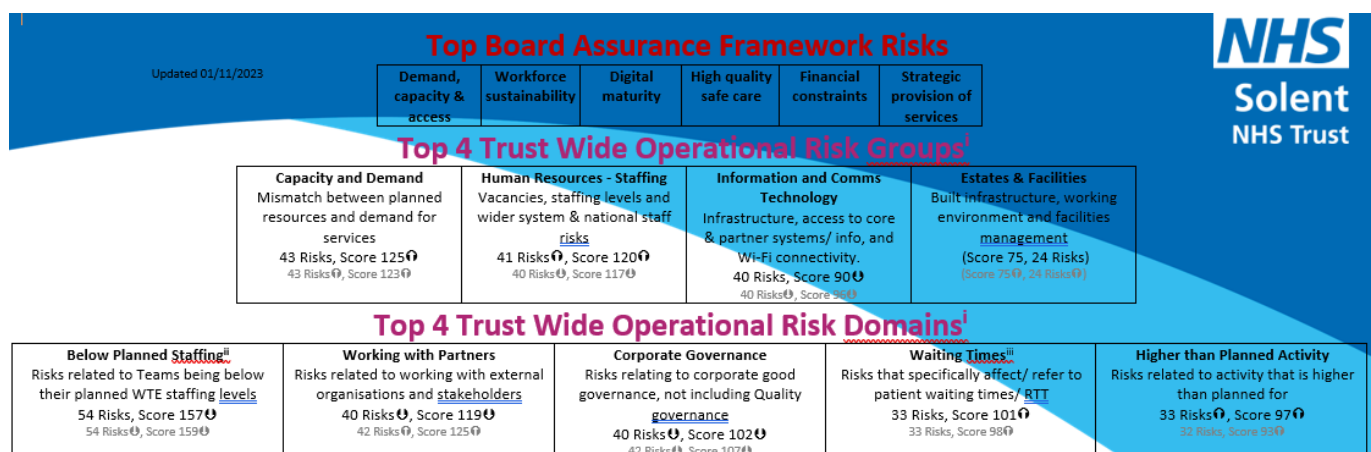 Top Board Assurance Framework Risks
Updated 01/11/2023
Demand, capacity & access
Workforce sustainability
Digital maturity
High quality safe care
Financial constraints
Strategic provision of services
NHS
Solent
NHS Trust
Top 4 Trust Wide Operational Risk Groupsⁱ
Capacity and Demand
Mismatch between planned
resources and demand for
services
43 Risks, Score 125⮉
43 Risks⮉, Score 123⮉
Human Resources - Staffing
Vacancies, staffing levels and
wider system & national staff
risks
41 Risks⮉, Score 120⮉
40 Risks⮋, Score 117⮋
Information and Comms
Technology
Infrastructure, access to core
& partner systems/ info, and
Wi-Fi connectivity.
40 Risks, Score 90⮋
40 Risks⮋, Score 96⮋
Estates & Facilities
Built infrastructure, working
environment and facilities
management
(Score 75, 24 Risks)
(Score 75⮉, 24 Risks⮉)
Top 4 Trust Wide Operational Risk Domainsⁱ
Below Planned Staffingⁱⁱ
Risks related to Teams being below
their planned WTE staffing levels
54 Risks, Score 157⮋
54 Risks⮋, Score 159⮋
Working with Partners
Risks related to working with external
organisations and stakeholders
40 Risks⮋, Score 119⮋
42 Risks⮉, Score 125⮉
Corporate Governance
Risks relating to corporate good
governance, not including Quality
governance
40 Risks⮋, Score 102⮋
42 Risks⮋, Score 107⮋
Waiting Timesⁱⁱⁱ
Risks that specifically affect/ refer to
patient waiting times/ RTT
33 Risks, Score 101⮉
33 Risks, Score 98⮉
Higher than Planned Activity
Risks related to activity that is higher
than planned for
33 Risks⮉, Score 97⮉
32 Risks, Score 93⮉